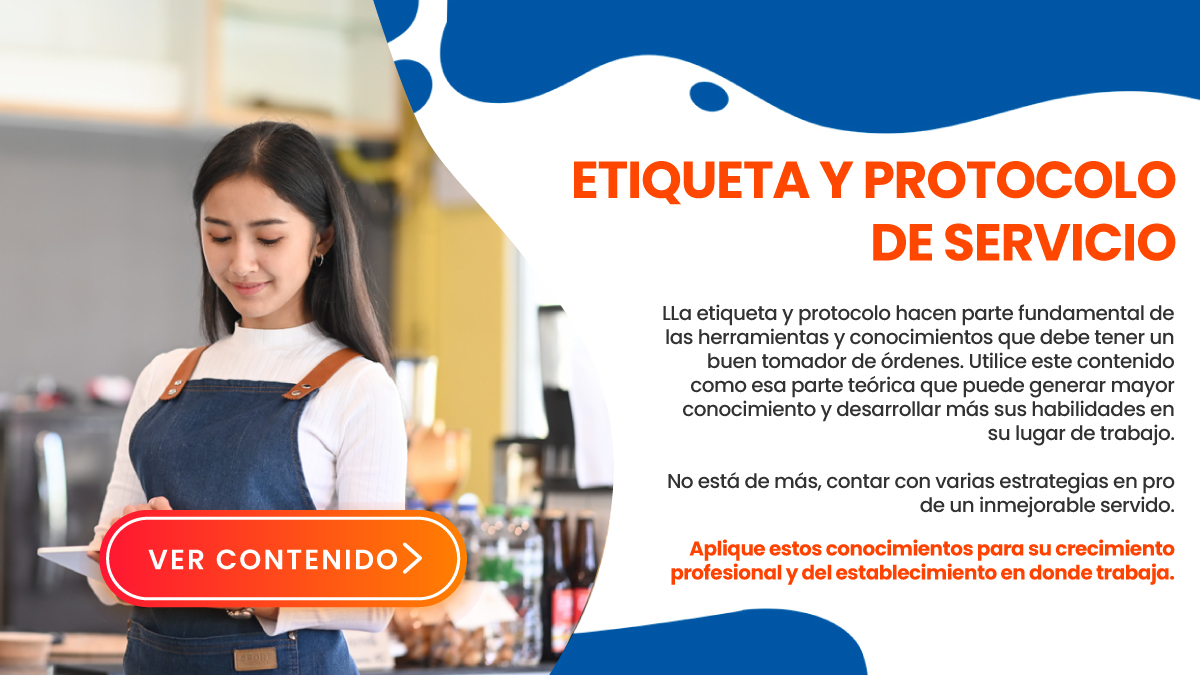 ETIQUETA Y PROTOCOLO
DE SERVICIO
LLa etiqueta y protocolo hacen parte fundamental de
las herramientas y conocimientos que debe tener un
buen tomador de órdenes. Utilice este contenido
como esa parte teórica que puede generar mayor
conocimiento y desarrollar más sus habilidades en
su lugar de trabajo.
No está de más, contar con varias estrategias en pro
de un inmejorable servido.
Aplique estos conocimientos para su crecimiento
profesional y del establecimiento en donde trabaja.
VER CONTENIDO